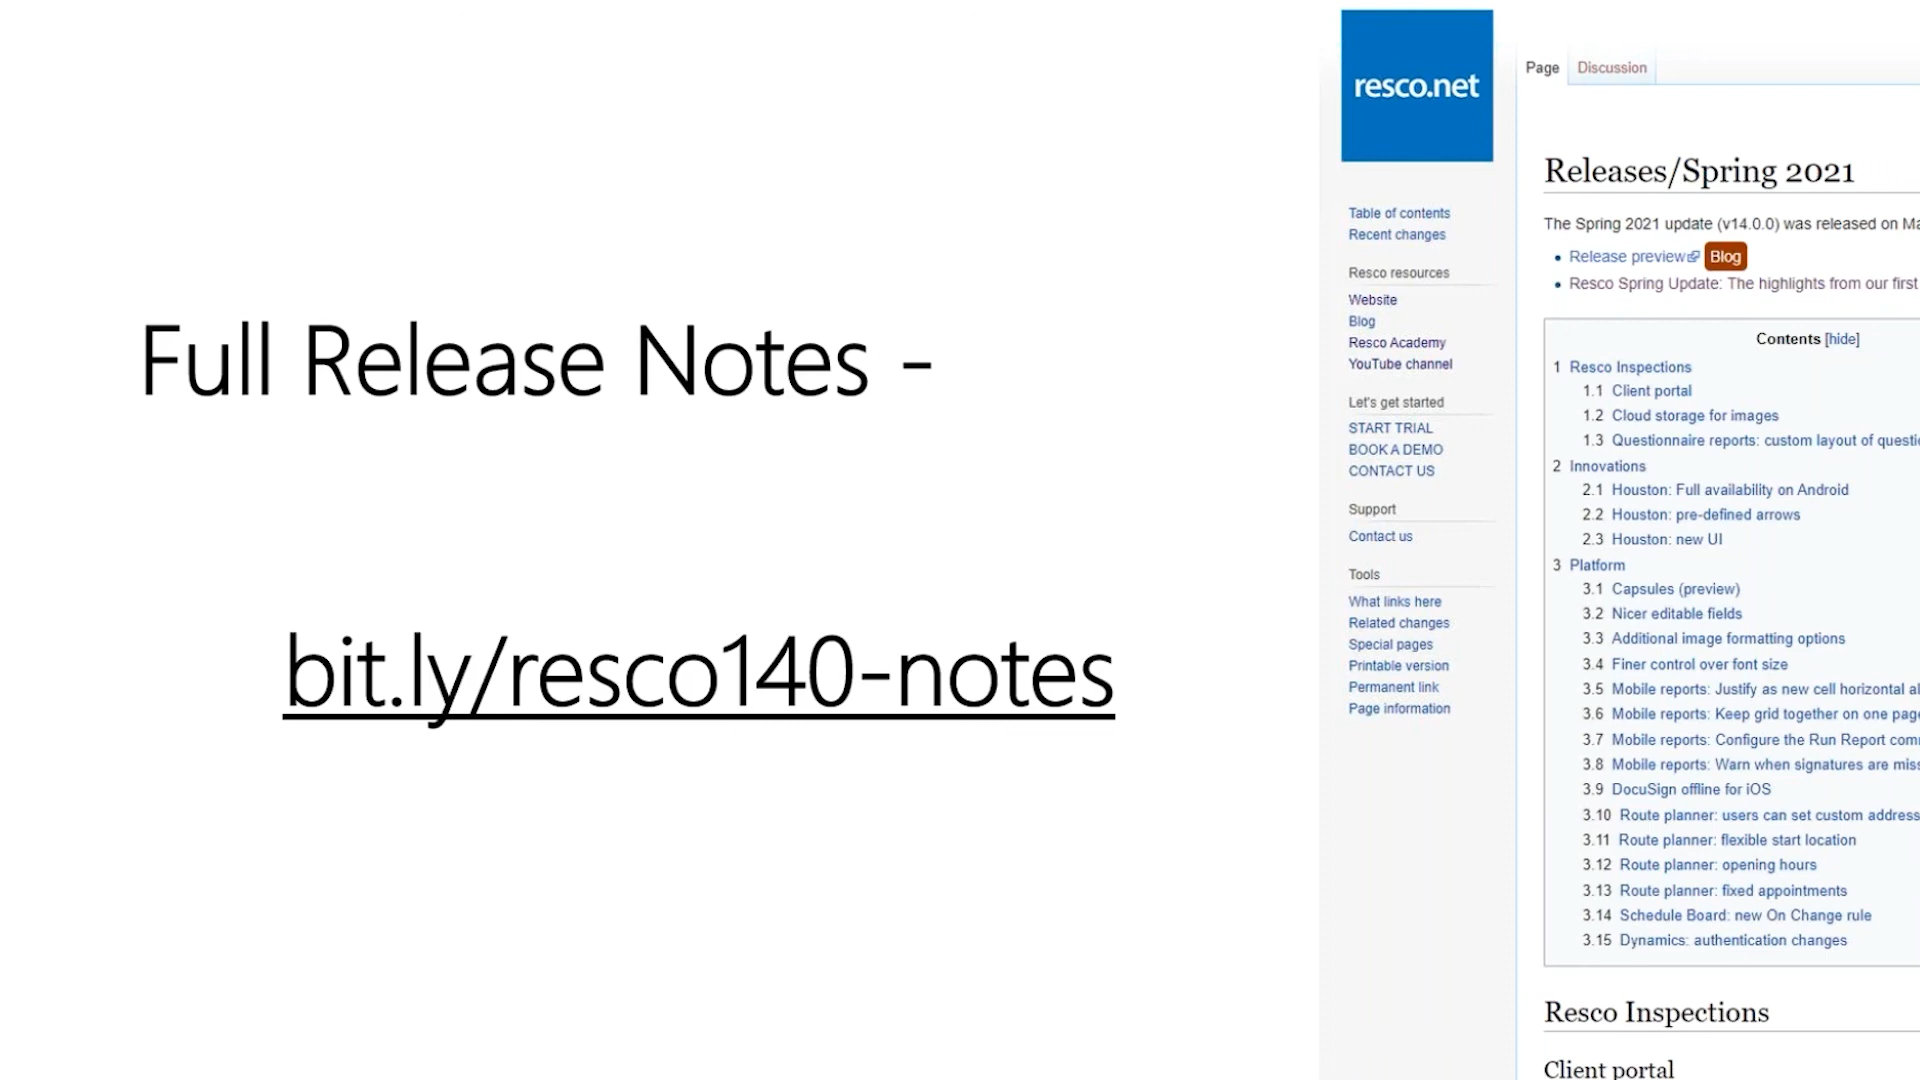 Full Release Notes -
bit.ly/resco140-notes
resco.net
Table of contents
Recent changes
Resco resources
Website
Blog
Resco Academy
YouTube channel
Let's get started
START TRIAL
BOOK A DEMO
CONTACT US
Support
Contact us
Tools
What links here
Related changes
Special pages
Printable version
Permanent link
Page information
Page Discussion
Releases/Spring 2021
The Spring 2021 update (v14.0.0) was released on Ma
Release preview Blog
Resco Spring Update: The highlights from our first
Contents [hide]
1 Resco Inspections
1.1 Client portal
1.2 Cloud storage for images
1.3 Questionnaire reports: custom layout of questi
2 Innovations
2.1 Houston: Full availability on Android
2.2 Houston: pre-defined arrows
2.3 Houston: new UI
3 Platform
3.1 Capsules (preview)
3.2 Nicer editable fields
3.3 Additional image formatting options
3.4 Finer control over font size
3.5 Mobile reports: Justify as new cell horizontal al
3.6 Mobile reports: Keep grid together on one page
3.7 Mobile reports: Configure the Run Report com
3.8 Mobile reports: Warn when signatures are miss
3.9 DocuSign offline for iOS
3.10 Route planner: users can set custom address
3.11 Route planner: flexible start location
3.12 Route planner: opening hours
3.13 Route planner: fixed appointments
3.14 Schedule Board: new On Change rule
3.15 Dynamics: authentication changes
Resco Inspections
Client portal